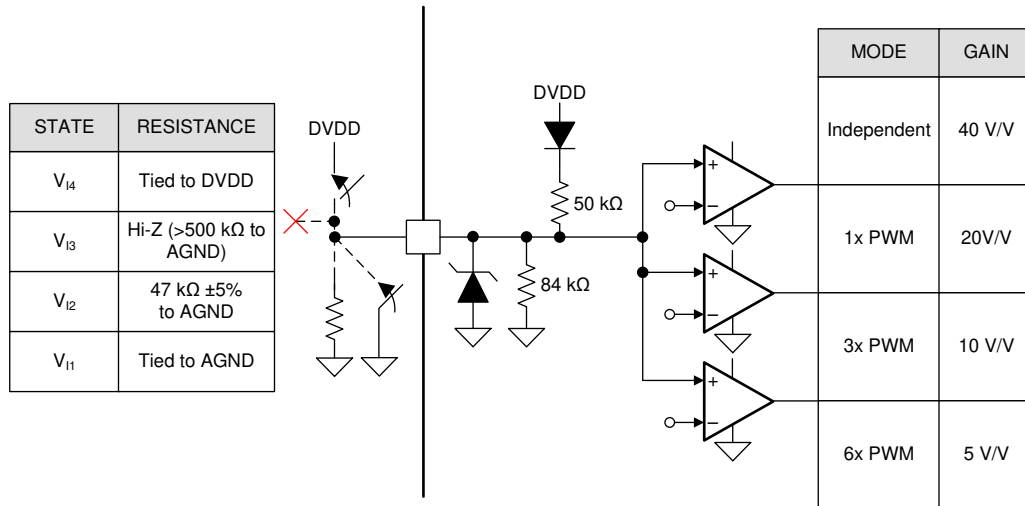 STATE RESISTANCE
V_I4 Tied to DVDD
V_I3 Hi-Z (>500 kΩ to
AGND)
V_I2 47 kΩ ±5%
to AGND
V_I1 Tied to AGND
DVDD
DVDD
50 kΩ
84 kΩ
+
−
+
−
+
−
MODE GAIN
Independent 40 V/V
1x PWM 20V/V
3x PWM 10 V/V
6x PWM 5 V/V